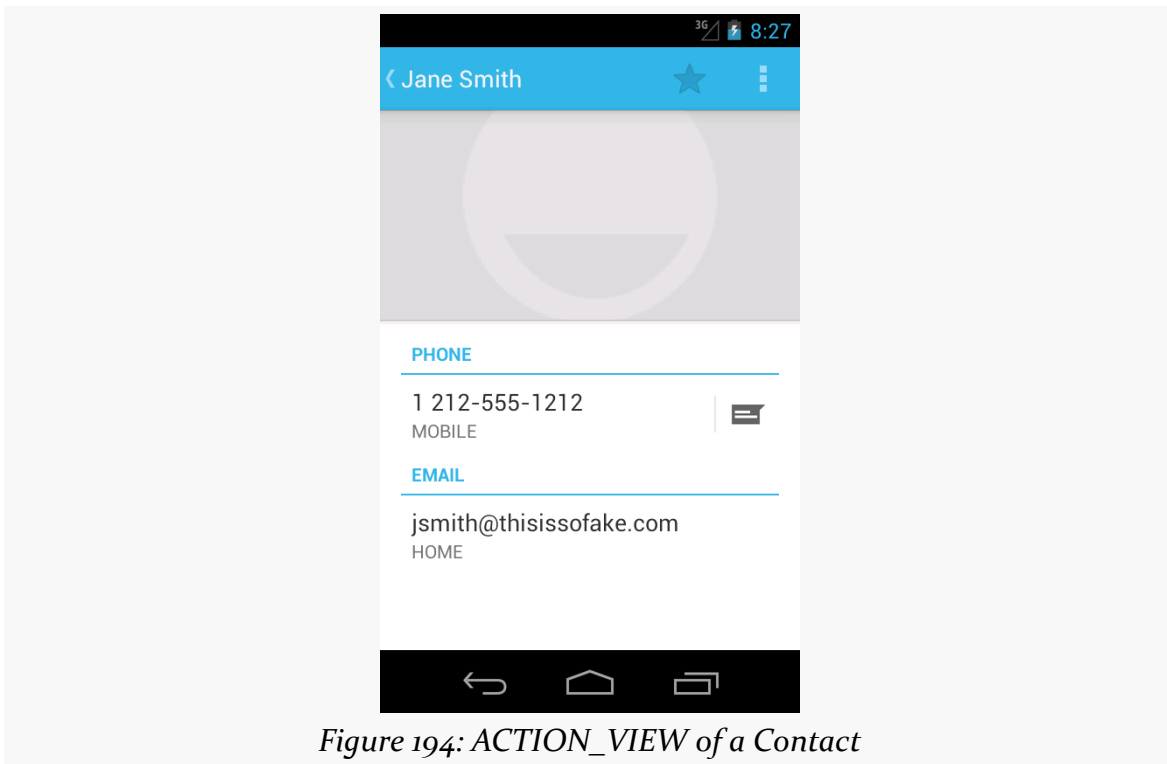 3G 8:27
Jane Smith
PHONE
1 212-555-1212
MOBILE
EMAIL
jsmith@thisissofake.com
HOME
Figure 194: ACTION_VIEW of a Contact